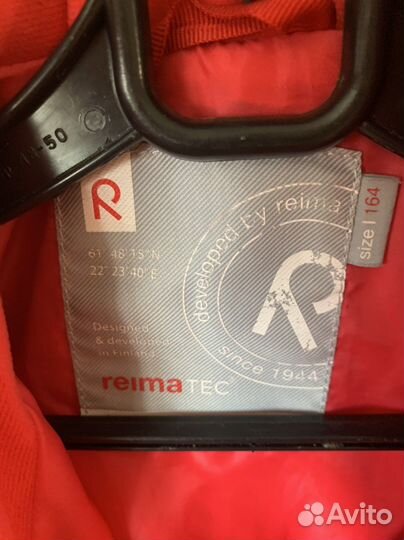 -50
R
61° 48' 15"N
22° 23' 40"E
Designed
& developed
in Finland
reimaTEC®
developed by reima
R
since 1944
size | 164
Avito